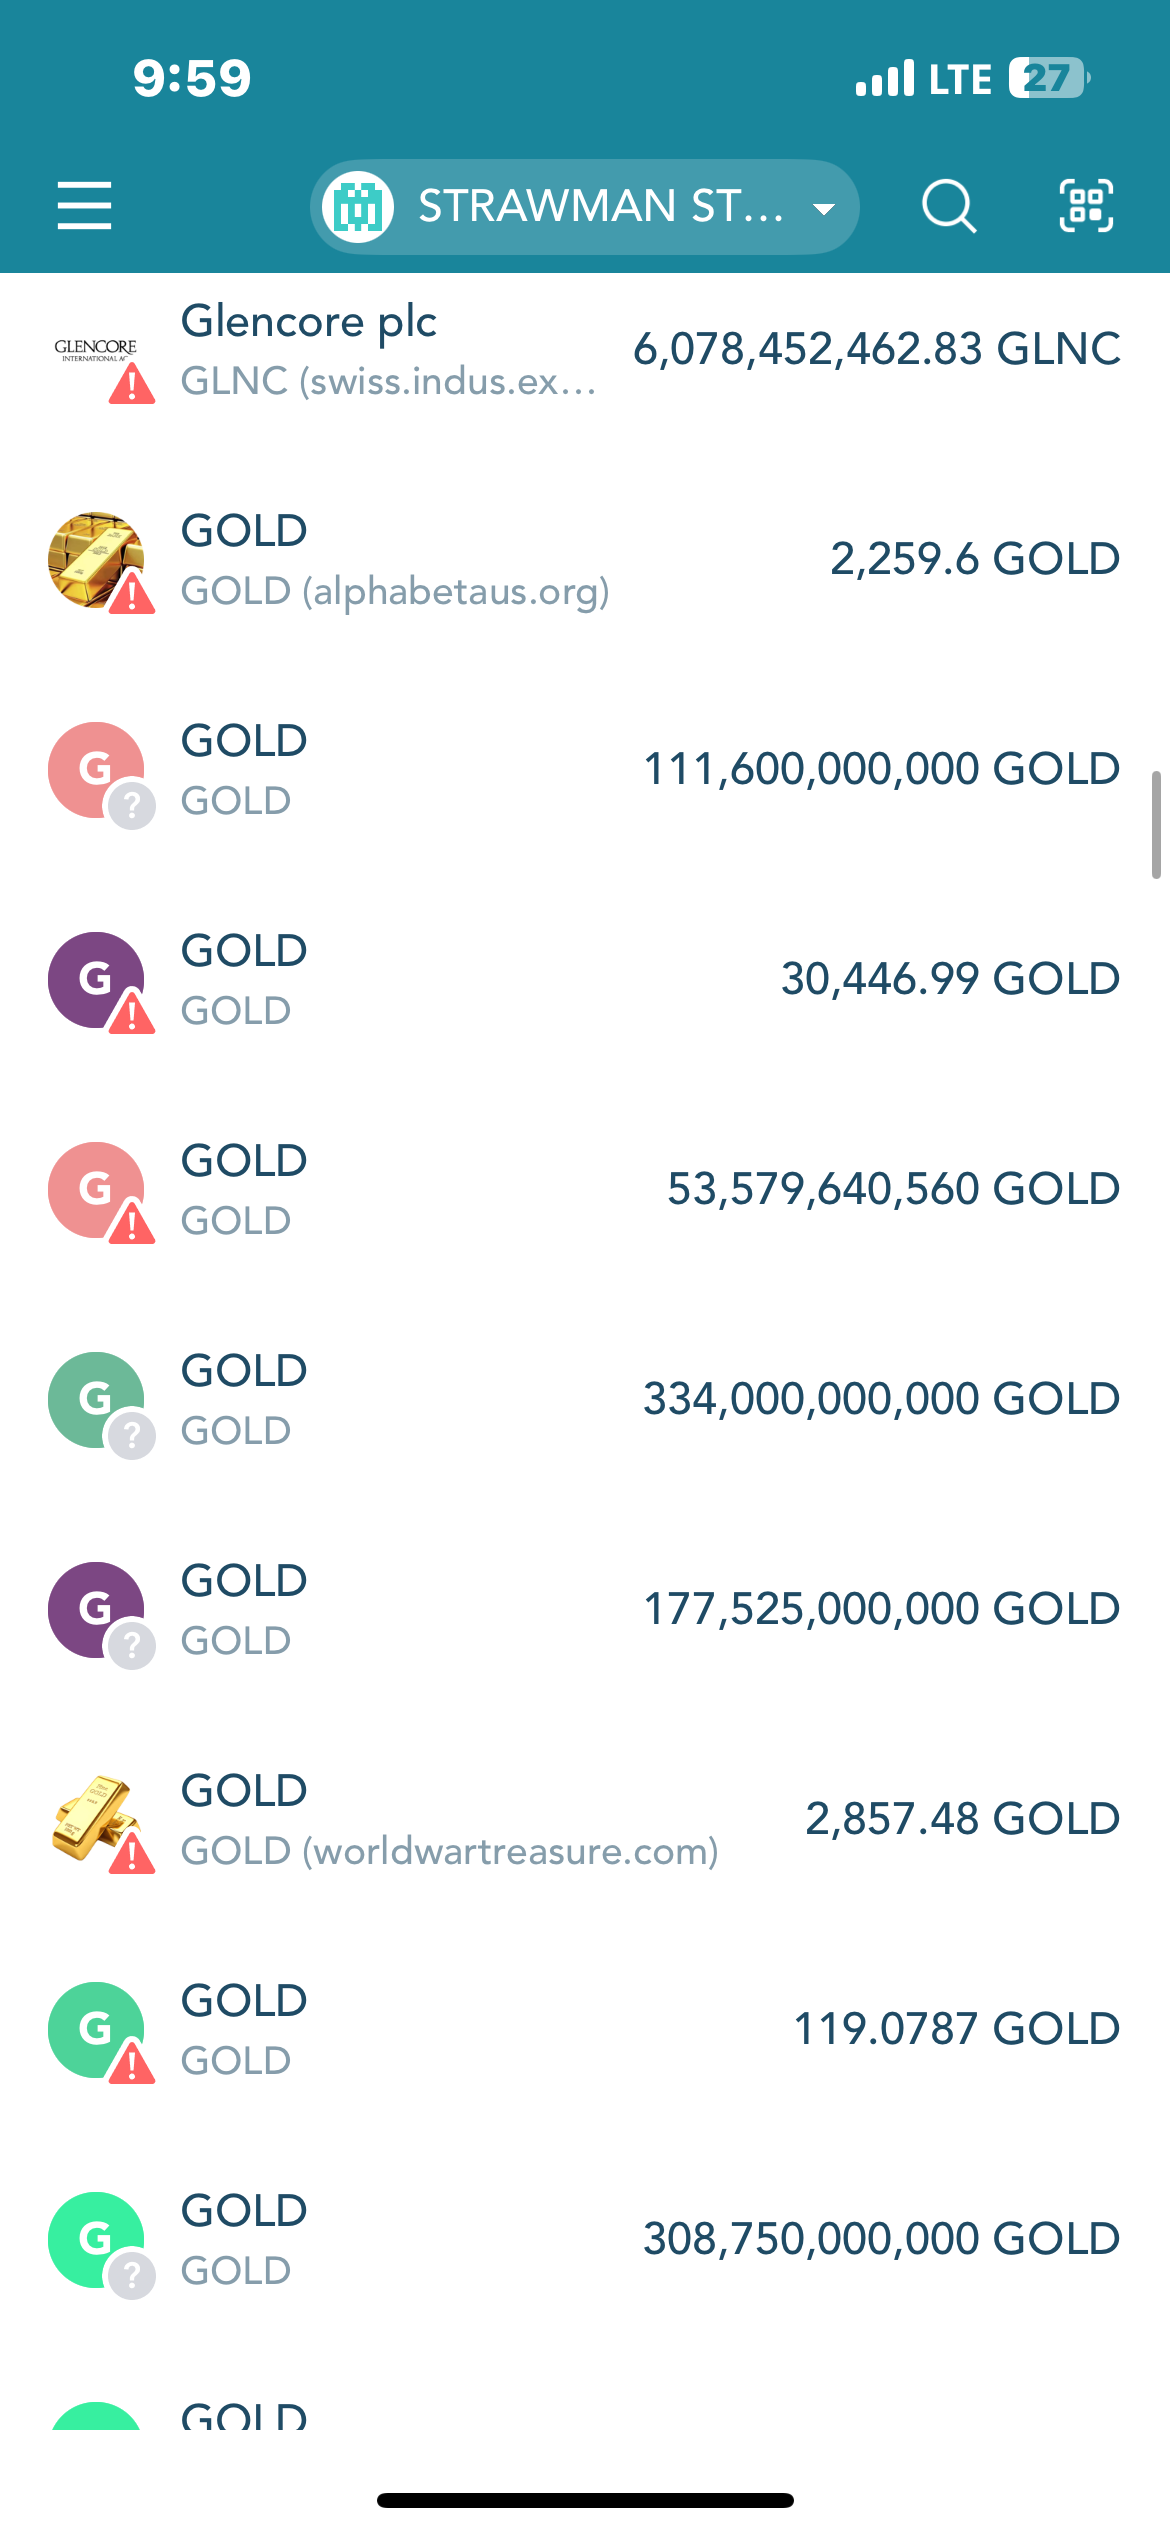 9:59
LTE 27
STRAWMAN ST...
GLENCORE
INTERNATIONAL AG
Glencore plc
GLNC (swiss.indus.ex...
6,078,452,462.83 GLNC
GOLD
GOLD (alphabetaus.org)
2,259.6 GOLD
G
?
GOLD
GOLD
111,600,000,000 GOLD
G
!
GOLD
GOLD
30,446.99 GOLD
G
!
GOLD
GOLD
53,579,640,560 GOLD
G
?
GOLD
GOLD
334,000,000,000 GOLD
G
?
GOLD
GOLD
177,525,000,000 GOLD
GOLD
GOLD (worldwartreasure.com)
2,857.48 GOLD
G
!
GOLD
GOLD
119.0787 GOLD
G
?
GOLD
GOLD
308,750,000,000 GOLD
GOLD